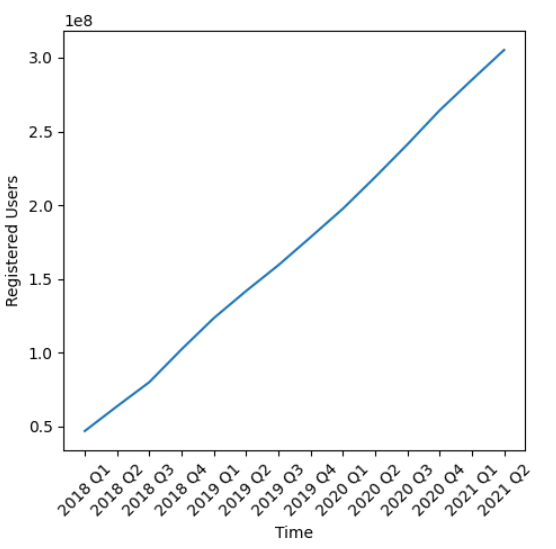 1e8
3.0
2.5
2.0
1.5
1.0
0.5
Registered Users
2018 Q1
2018 Q2
2018 Q3
2018 Q4
2019 Q1
2019 Q2
2019 Q3
2019 Q4
2020 Q1
2020 Q2
2020 Q3
2020 Q4
2021 Q1
2021 Q2
Time